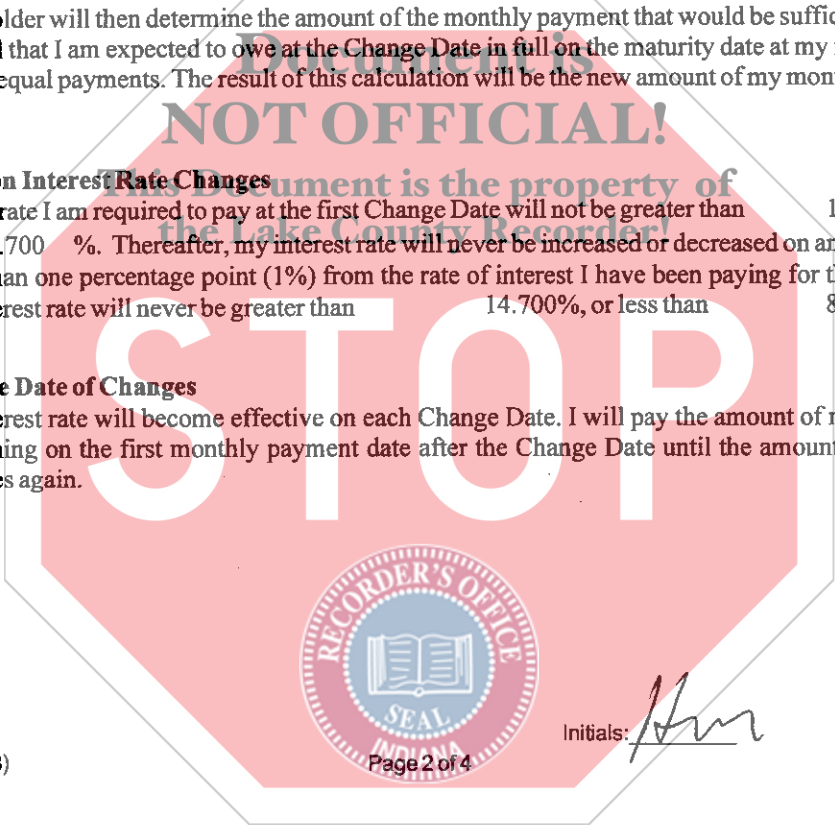 older will then determine the amount of the monthly payment that would be suffic
that I am expected to owe at the Change Date in full on the maturity date at my
equal payments. The result of this calculation will be the new amount of my mon
Document is
NOT OFFICIAL!
This Document is the property of
the Lake County Recorder!
n Interest Rate Changes
rate I am required to pay at the first Change Date will not be greater than 1
.700 %. Thereafter, my interest rate will never be increased or decreased on an
an one percentage point (1%) from the rate of interest I have been paying for t
erest rate will never be greater than 14.700%, or less than 8
e Date of Changes
erest rate will become effective on each Change Date. I will pay the amount of
ning on the first monthly payment date after the Change Date until the amount
es again.
STOP
RECORDER'S OFFICE
SEAL
INDIANA
Initials:
) Page 2 of 4